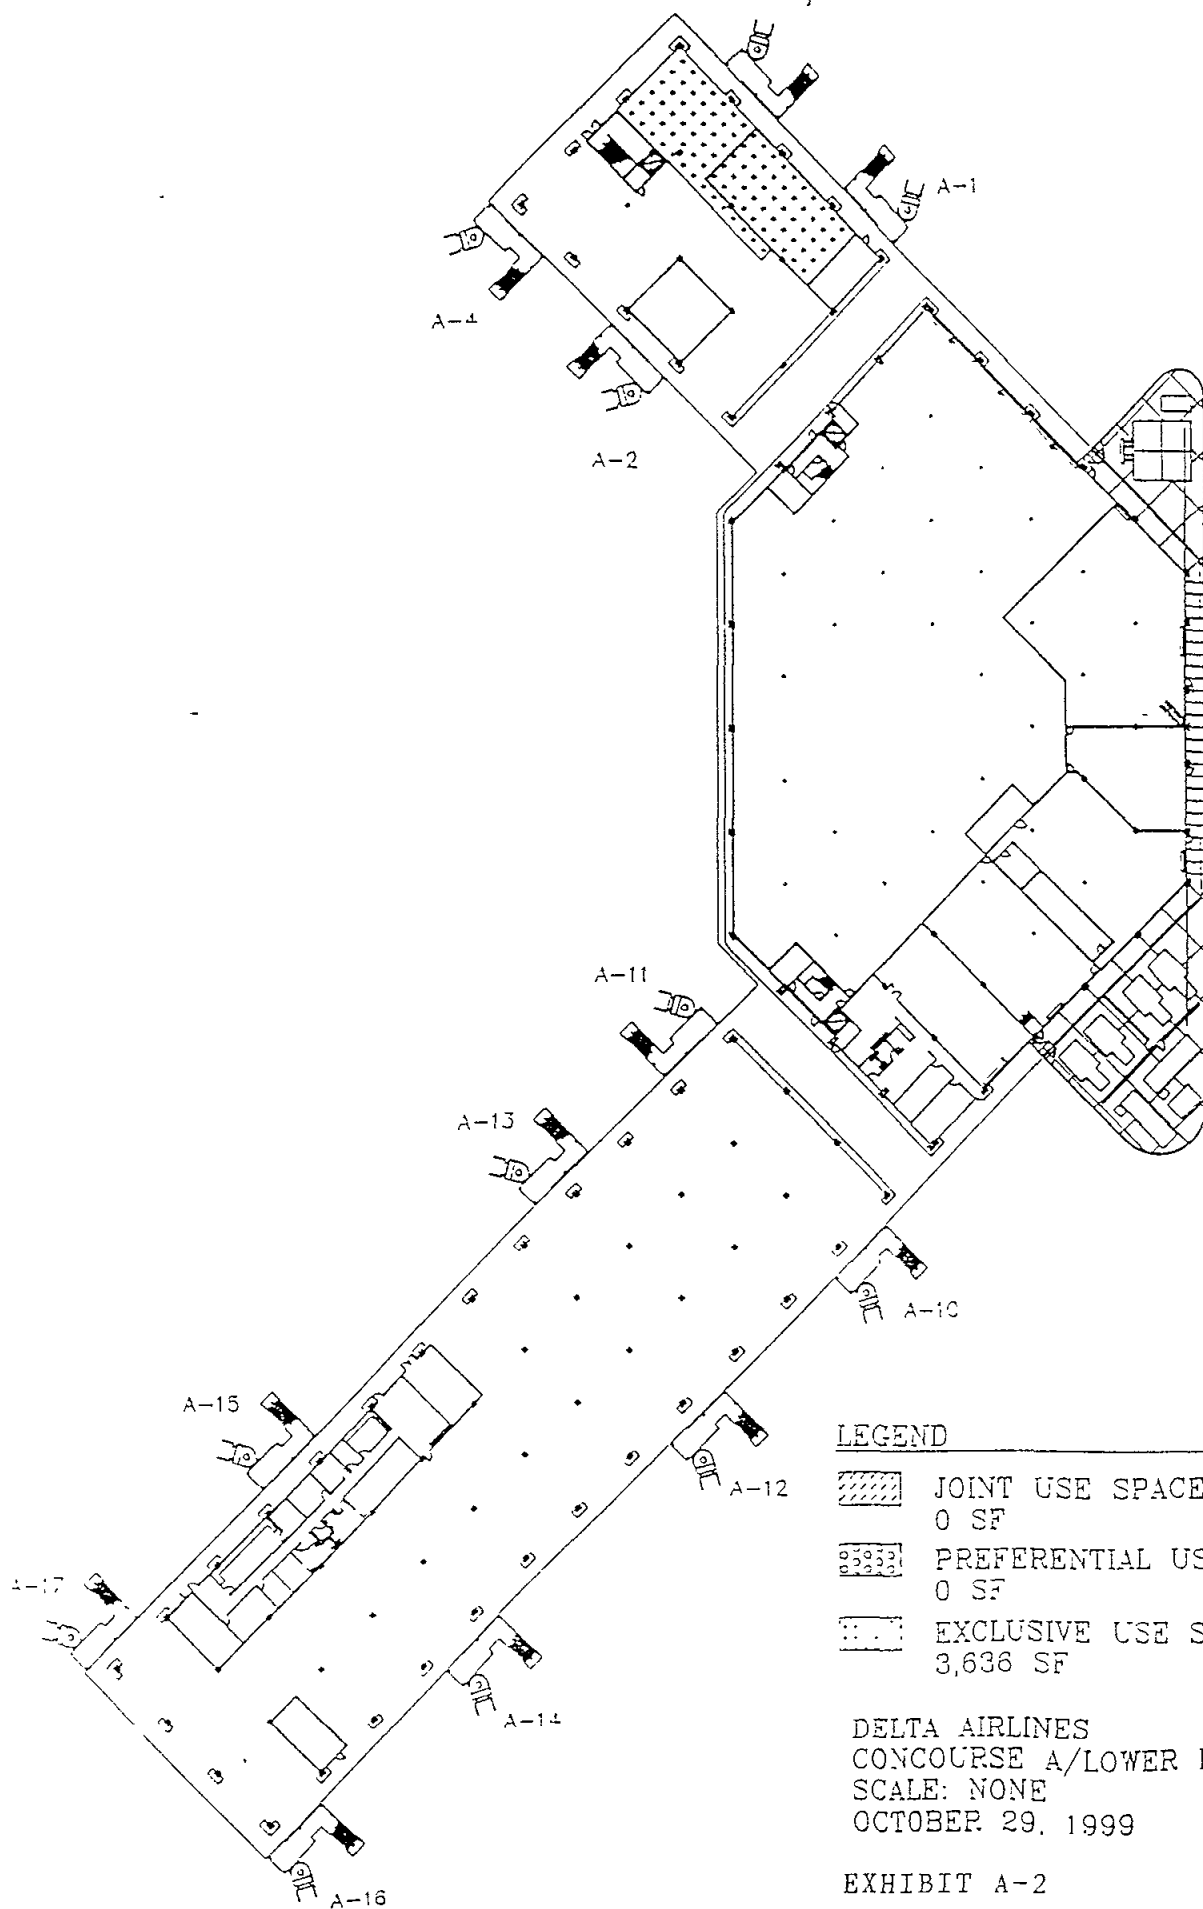 A-1
A-4
A-2
A-11
A-13
A-10
A-15
A-12
A-17
A-14
A-16
LEGEND
JOINT USE SPACE
0 SF
PREFERENTIAL US
0 SF
EXCLUSIVE USE S
3,636 SF
DELTA AIRLINES
CONCOURSE A/LOWER
SCALE: NONE
OCTOBER 29, 1999
EXHIBIT A-2